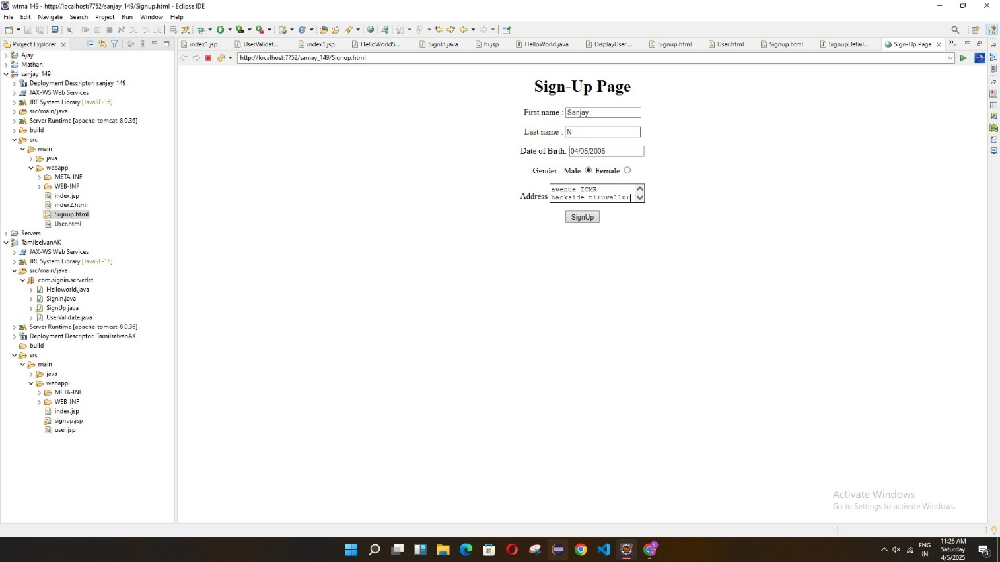 wtma 149 - http://localhost:7752/sanjay_149/Signup.html - Eclipse IDE
File Edit Navigate Search Project Run Window Help
Project Explorer
index1.jsp UserValidat... index1.jsp HelloWorldS... SignIn.java hi.jsp HelloWorld.java DisplayUser.... Signup.html User.html Signup.html SignupDetail... Sign-Up Page 2
http://localhost:7752/sanjay_149/Signup.html
Ajay
Mathan
sanjay_149
Deployment Descriptor: sanjay_149
JAX-WS Web Services
JRE System Library [JavaSE-16]
src/main/java
Server Runtime [apache-tomcat-8.0.36]
build
src
main
java
webapp
META-INF
WEB-INF
index.jsp
index2.html
Signup.html
User.html
Servers
TamilselvanAK
JAX-WS Web Services
JRE System Library [JavaSE-16]
src/main/java
com.signin.serverlet
Helloworld.java
Signin.java
SignUp.java
UserValidate.java
Server Runtime [apache-tomcat-8.0.36]
Deployment Descriptor: TamilselvanAK
build
src
main
java
webapp
META-INF
WEB-INF
index.jsp
signup.jsp
user.jsp
Sign-Up Page
First name : Sanjay
Last name : N
Date of Birth: 04/05/2005
Gender : Male Female
Address avenue ICMR
backside tiruvallur
SignUp
Activate Windows
Go to Settings to activate Windows.
ENG
IN
11:26 AM
Saturday
4/5/2025
3